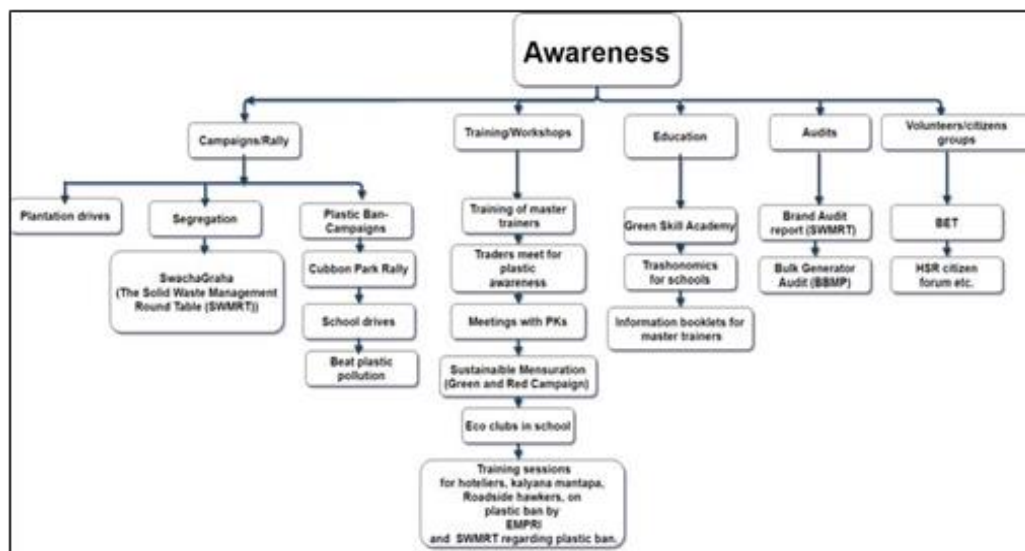 Awareness
Campaigns/Rally
Training/Workshops
Education
Audits
Volunteers/citizens
groups
Plantation drives
Segregation
Plastic Ban-
Campaigns
SwachaGraha
(The Solid Waste Management
Round Table (SWMRT))
Cubbon Park Rally
School drives
Beat plastic
pollution
Training of master
trainers
Traders meet for
plastic
awareness
Meetings with PKs
Sustainaible Mensuration
(Green and Red Campaign)
Eco clubs in school
Training sessions
for hoteliers, kalyana mantapa,
Roadside hawkers, on
plastic ban by
EMPRI
and SWMRT regarding plastic ban.
Green Skill Academy
Trashonomics
for schools
Information booklets for
master trainers
Brand Audit
report (SWMRT)
Bulk Generator
Audit (BBMP)
BET
HSR citizen
forum etc.